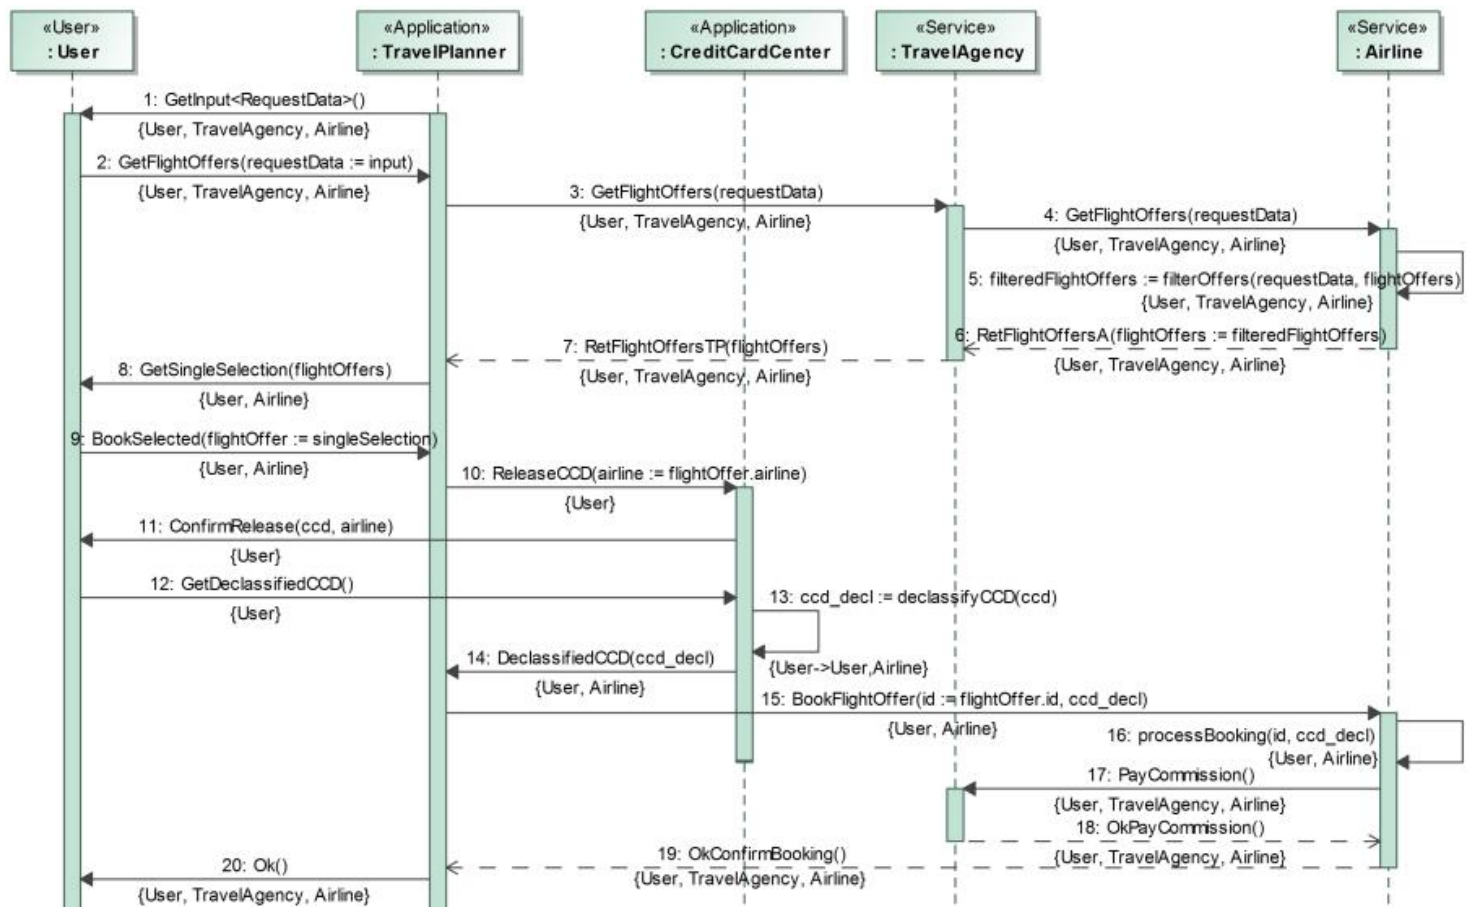 «User»
: User
«Application»
: TravelPlanner
«Application»
: CreditCardCenter
«Service»
: TravelAgency
«Service»
: Airline
1: GetInput<RequestData>()
{User, TravelAgency, Airline}
2: GetFlightOffers(requestData := input)
{User, TravelAgency, Airline}
3: GetFlightOffers(requestData)
{User, TravelAgency, Airline}
4: GetFlightOffers(requestData)
{User, TravelAgency, Airline}
5: filteredFlightOffers := filterOffers(requestData, flightOffers)
{User, TravelAgency, Airline}
6: RetFlightOffersA(flightOffers := filteredFlightOffers)
{User, TravelAgency, Airline}
7: RetFlightOffersTP(flightOffers)
{User, TravelAgency, Airline}
8: GetSingleSelection(flightOffers)
{User, Airline}
9: BookSelected(flightOffer := singleSelection)
{User, Airline}
10: ReleaseCCD(airline := flightOffer.airline)
{User}
11: ConfirmRelease(ccd, airline)
{User}
12: GetDeclassifiedCCD()
{User}
13: ccd_decl := declassifyCCD(ccd)
{User->User,Airline}
14: DeclassifiedCCD(ccd_decl)
{User, Airline}
15: BookFlightOffer(id := flightOffer.id, ccd_decl)
{User, Airline}
16: processBooking(id, ccd_decl)
{User, Airline}
17: PayCommission()
{User, TravelAgency, Airline}
18: OkPayCommission()
{User, TravelAgency, Airline}
19: OkConfirmBooking()
{User, TravelAgency, Airline}
20: Ok()
{User, TravelAgency, Airline}